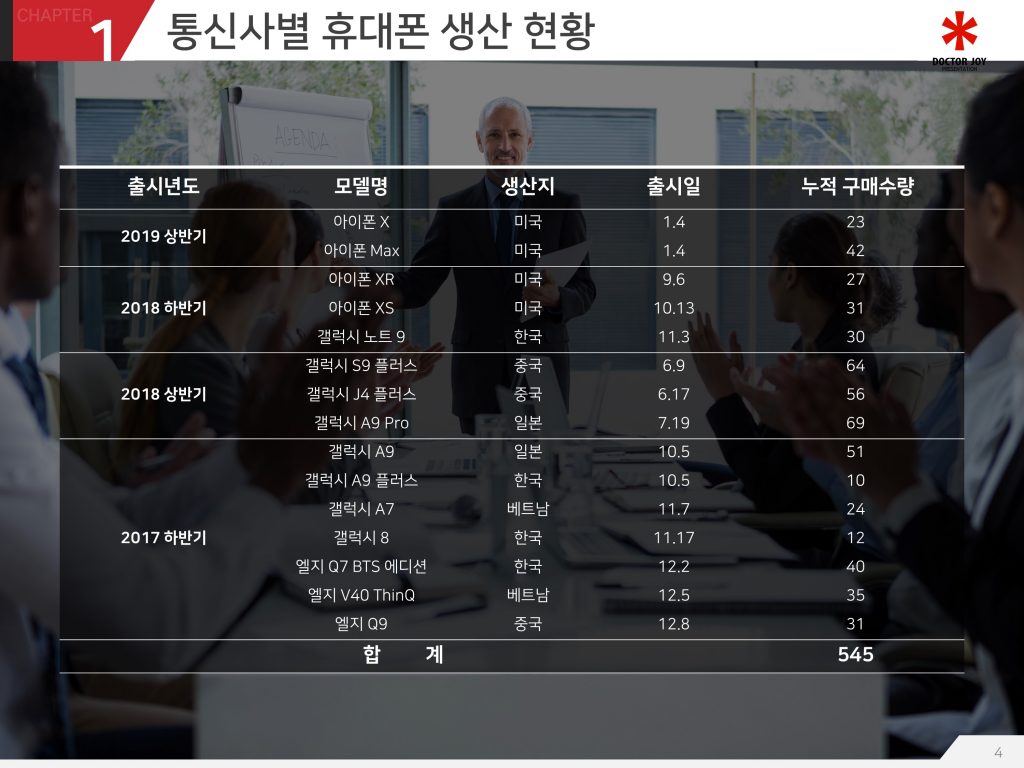 CHAPTER
1
통신사별 휴대폰 생산 현황
DOCTOR JOY
PRESENTATION
AGENDA
출시년도 모델명 생산지 출시일 누적 구매수량
2019 상반기
아이폰 X 미국 1.4 23
아이폰 Max 미국 1.4 42
2018 하반기
아이폰 XR 미국 9.6 27
아이폰 XS 미국 10.13 31
갤럭시 노트 9 한국 11.3 30
2018 상반기
갤럭시 S9 플러스 중국 6.9 64
갤럭시 J4 플러스 중국 6.17 56
갤럭시 A9 Pro 일본 7.19 69
2017 하반기
갤럭시 A9 일본 10.5 51
갤럭시 A9 플러스 한국 10.5 10
갤럭시 A7 베트남 11.7 24
갤럭시 8 한국 11.17 12
엘지 Q7 BTS 에디션 한국 12.2 40
엘지 V40 ThinQ 베트남 12.5 35
엘지 Q9 중국 12.8 31
합 계 545
4